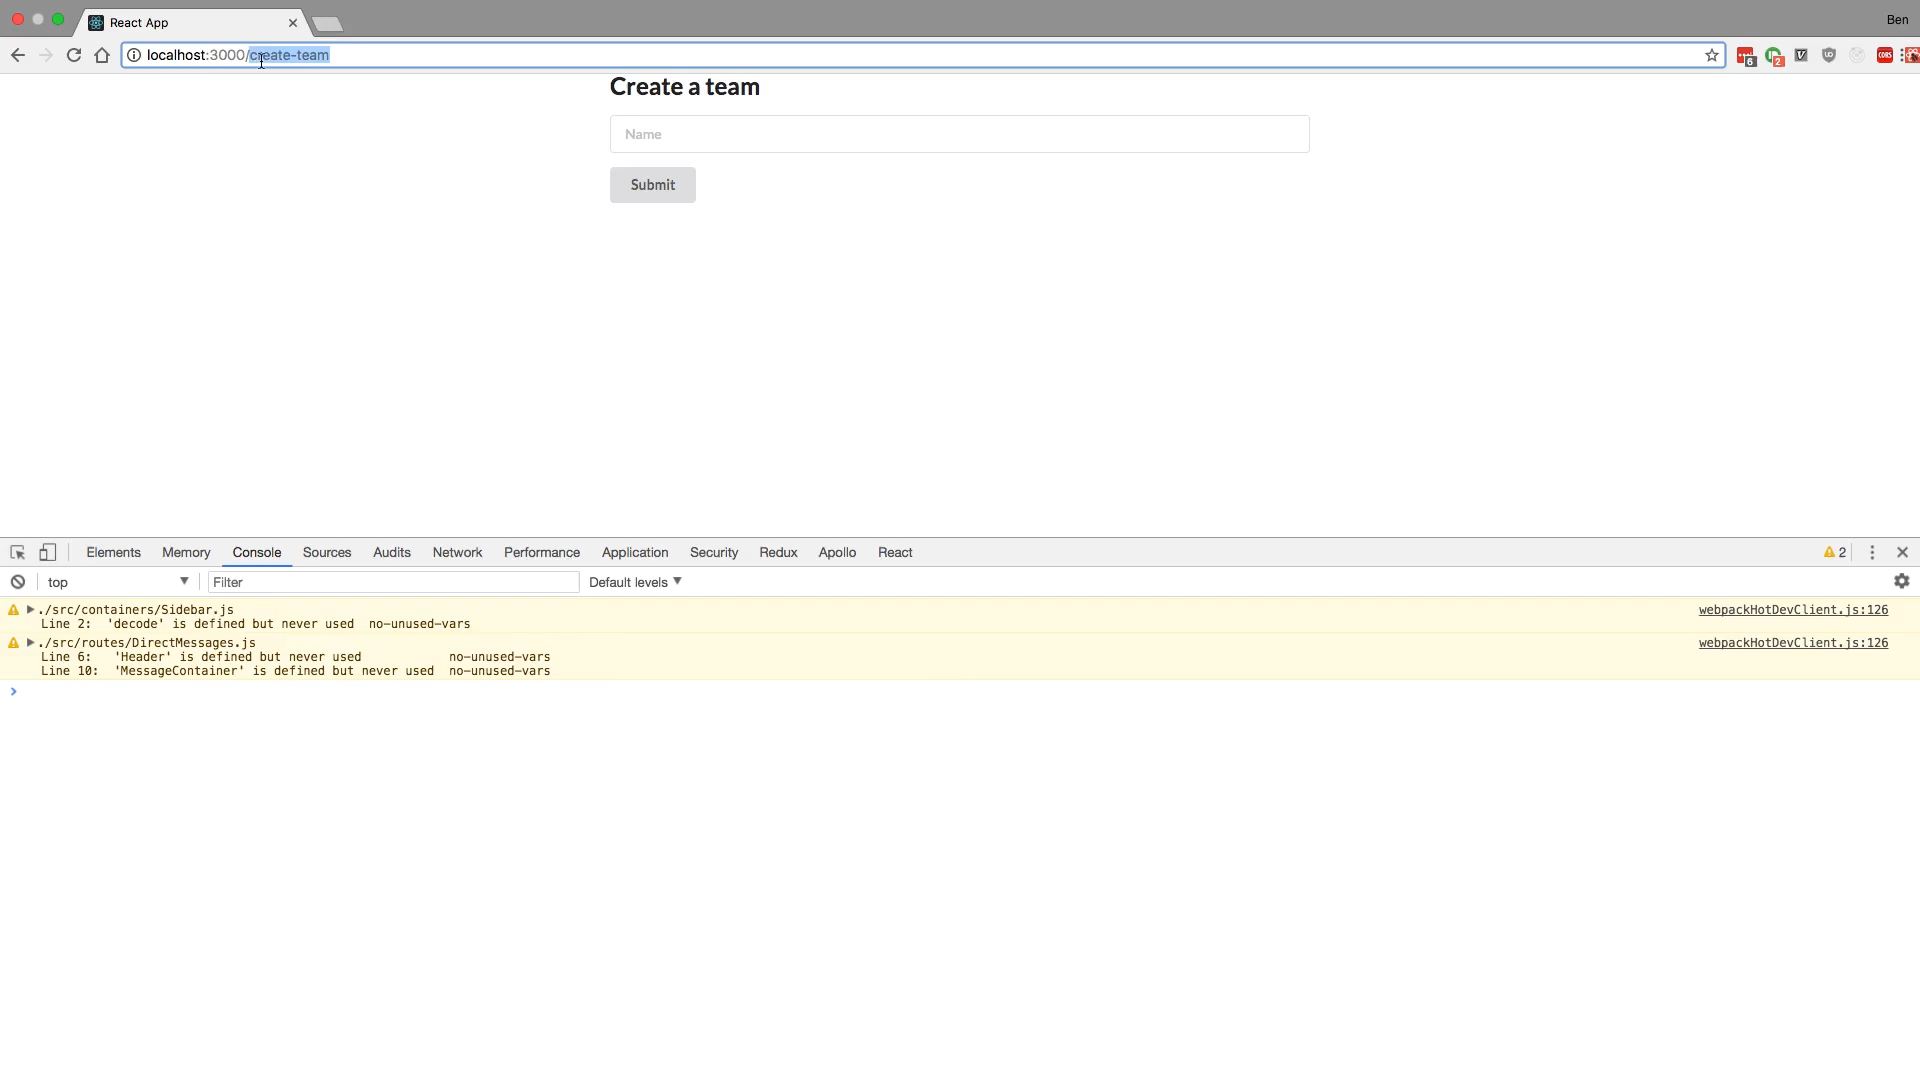 React App
Ben
localhost:3000/create-team
6
2
CORS
Create a team
Name
Submit
Elements Memory Console Sources Audits Network Performance Application Security Redux Apollo React
2
top Filter Default levels
./src/containers/Sidebar.js webpackHotDevClient.js:126
Line 2: 'decode' is defined but never used no-unused-vars
./src/routes/DirectMessages.js webpackHotDevClient.js:126
Line 6: 'Header' is defined but never used no-unused-vars
Line 10: 'MessageContainer' is defined but never used no-unused-vars